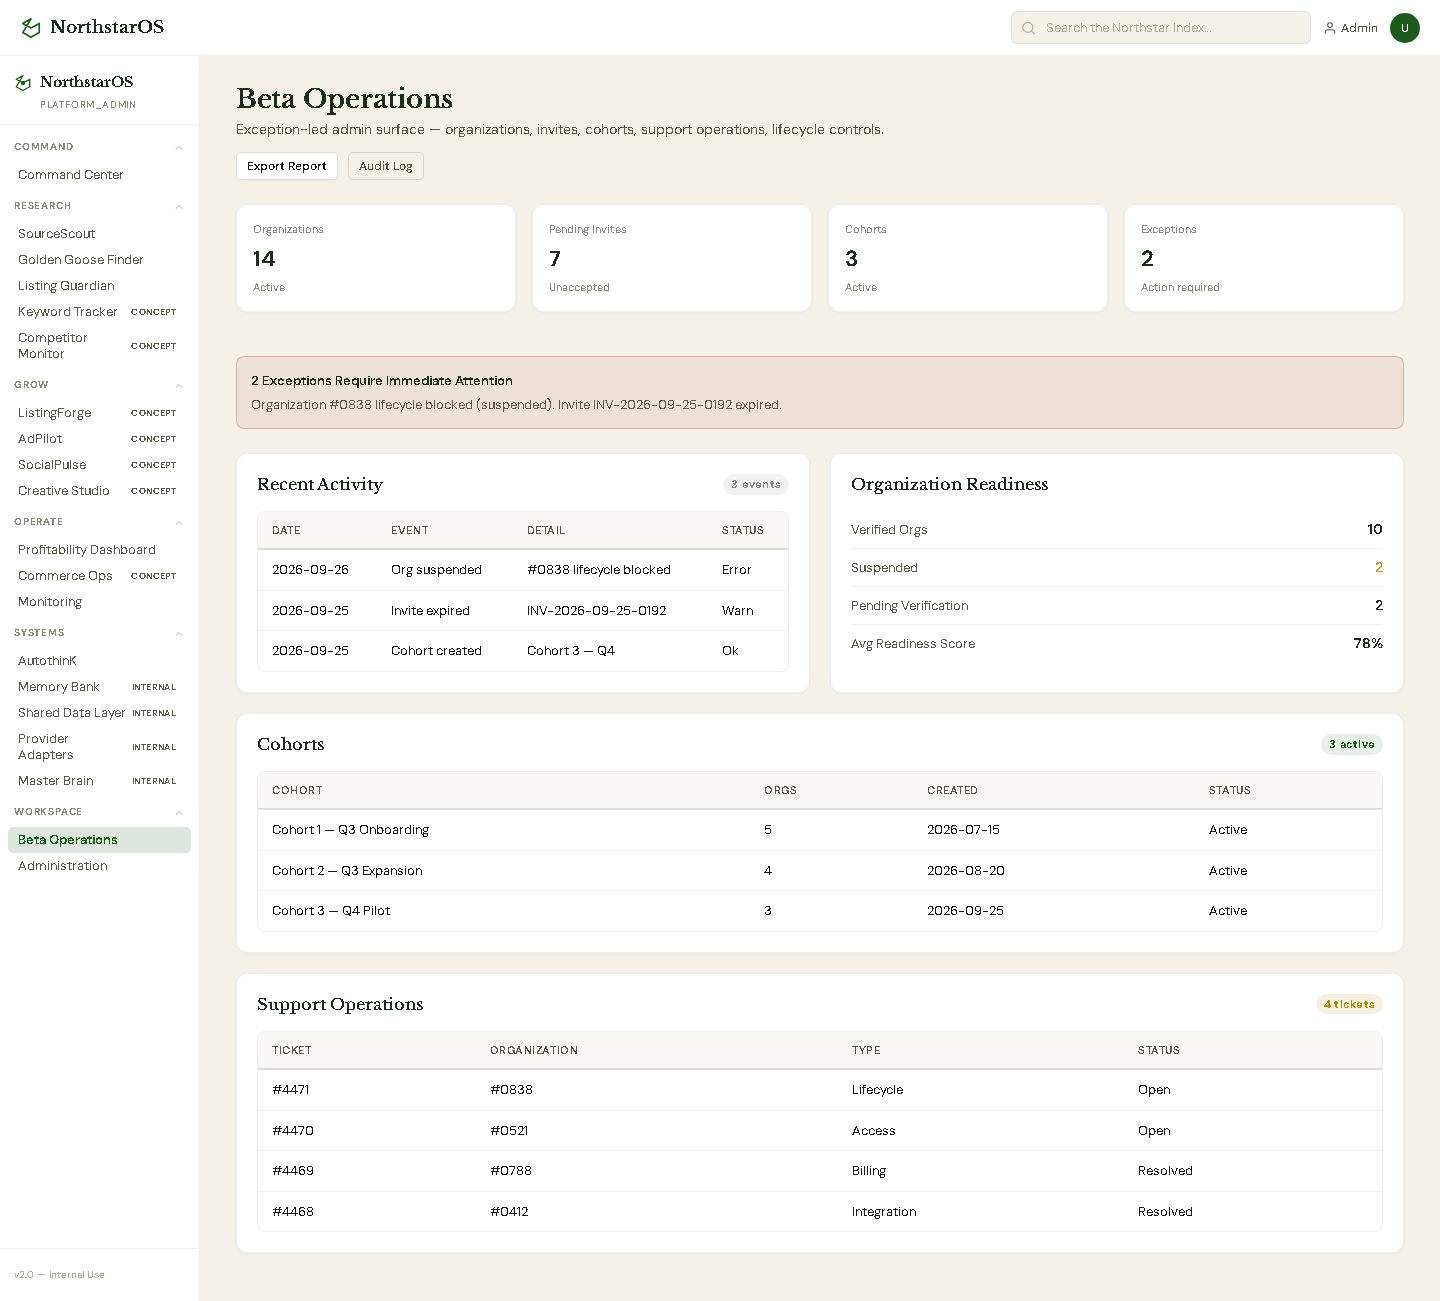 NorthstarOS
Search the Northstar Index...
Admin
U
NorthstarOS
PLATFORM_ADMIN
COMMAND
Command Center
RESEARCH
SourceScout
Golden Goose Finder
Listing Guardian
Keyword Tracker CONCEPT
Competitor
Monitor
CONCEPT
GROW
ListingForge CONCEPT
AdPilot CONCEPT
SocialPulse CONCEPT
Creative Studio CONCEPT
OPERATE
Profitability Dashboard
Commerce Ops CONCEPT
Monitoring
SYSTEMS
AutothinK
Memory Bank INTERNAL
Shared Data Layer INTERNAL
Provider
Adapters
INTERNAL
Master Brain INTERNAL
WORKSPACE
Beta Operations
Administration
v2.0 — Internal Use
Beta Operations
Exception-led admin surface — organizations, invites, cohorts, support operations, lifecycle controls.
Export Report
Audit Log
Organizations
14
Active
Pending Invites
7
Unaccepted
Cohorts
3
Active
Exceptions
2
Action required
2 Exceptions Require Immediate Attention
Organization #0838 lifecycle blocked (suspended). Invite INV-2026-09-25-0192 expired.
Recent Activity 3 events
DATE EVENT DETAIL STATUS
2026-09-26 Org suspended #0838 lifecycle blocked Error
2026-09-25 Invite expired INV-2026-09-25-0192 Warn
2026-09-25 Cohort created Cohort 3 — Q4 Ok
Organization Readiness
Verified Orgs 10
Suspended 2
Pending Verification 2
Avg Readiness Score 78%
Cohorts 3 active
COHORT ORGS CREATED STATUS
Cohort 1 — Q3 Onboarding 5 2026-07-15 Active
Cohort 2 — Q3 Expansion 4 2026-08-20 Active
Cohort 3 — Q4 Pilot 3 2026-09-25 Active
Support Operations 4 tickets
TICKET ORGANIZATION TYPE STATUS
#4471 #0838 Lifecycle Open
#4470 #0521 Access Open
#4469 #0788 Billing Resolved
#4468 #0412 Integration Resolved